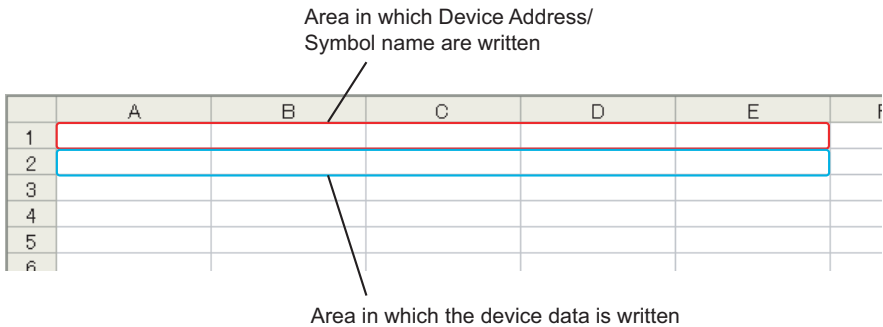 Area in which Device Address/
Symbol name are written
A B C D E
1
2
3
4
5
Area in which the device data is written